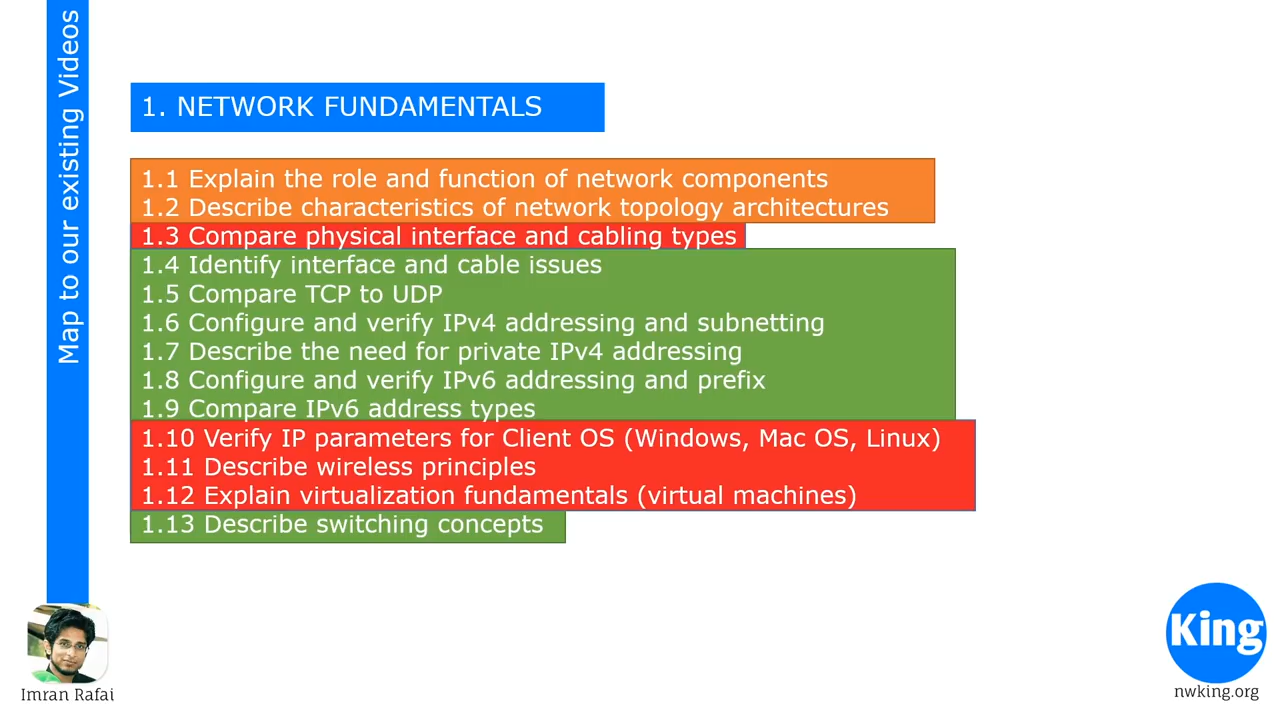 Map to our existing Videos
1. NETWORK FUNDAMENTALS
1.1 Explain the role and function of network components
1.2 Describe characteristics of network topology architectures
1.3 Compare physical interface and cabling types
1.4 Identify interface and cable issues
1.5 Compare TCP to UDP
1.6 Configure and verify IPv4 addressing and subnetting
1.7 Describe the need for private IPv4 addressing
1.8 Configure and verify IPv6 addressing and prefix
1.9 Compare IPv6 address types
1.10 Verify IP parameters for Client OS (Windows, Mac OS, Linux)
1.11 Describe wireless principles
1.12 Explain virtualization fundamentals (virtual machines)
1.13 Describe switching concepts
Imran Rafai
King
nwking.org